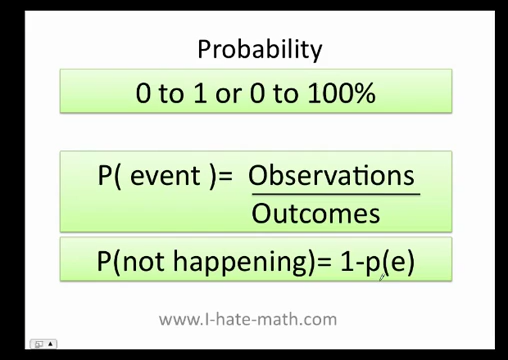 Probability
0 to 1 or 0 to 100%
P( event )= Observations
Outcomes
P(not happening)= 1-p(e)
www.I-hate-math.com